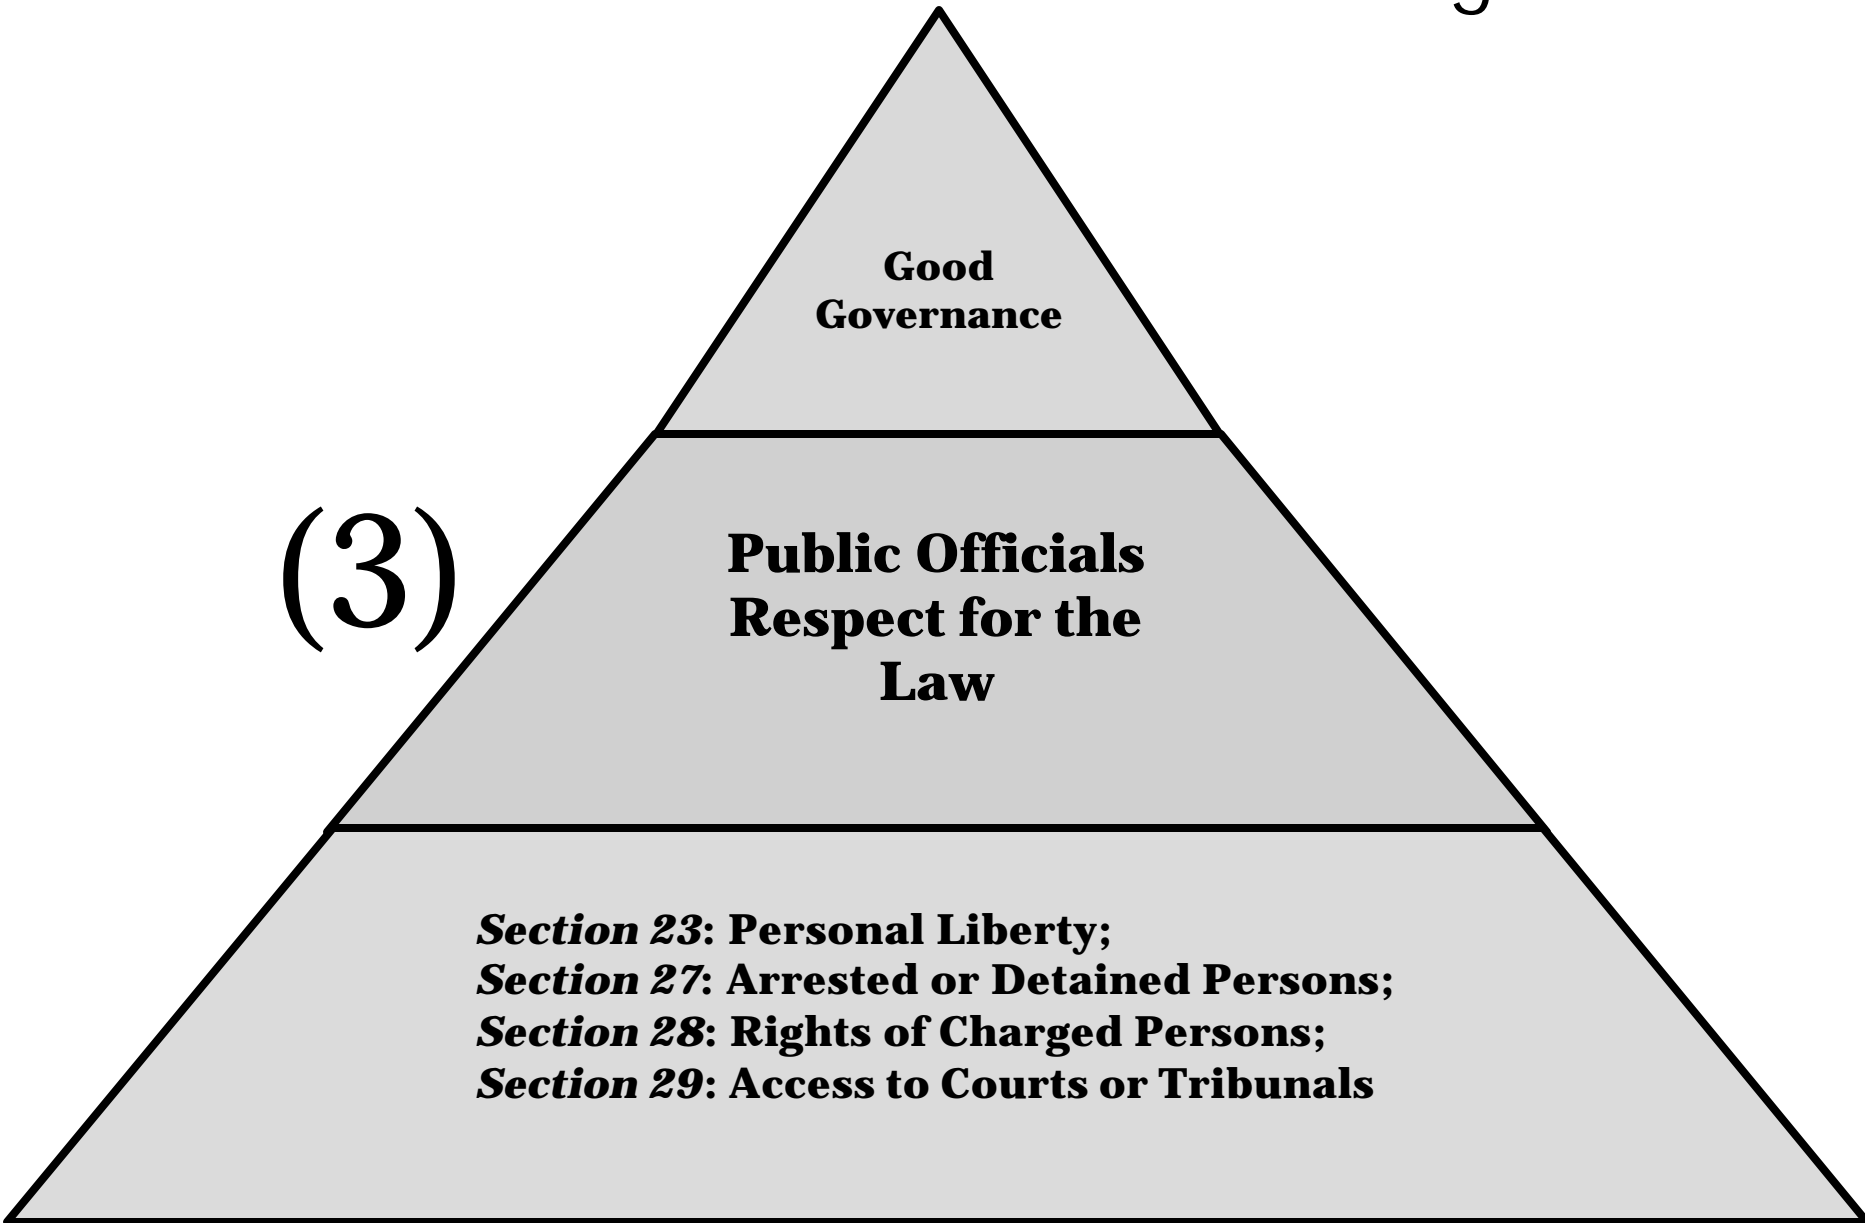 Good
Governance
(3)
Public Officials
Respect for the
Law
Section 23: Personal Liberty;
Section 27: Arrested or Detained Persons;
Section 28: Rights of Charged Persons;
Section 29: Access to Courts or Tribunals